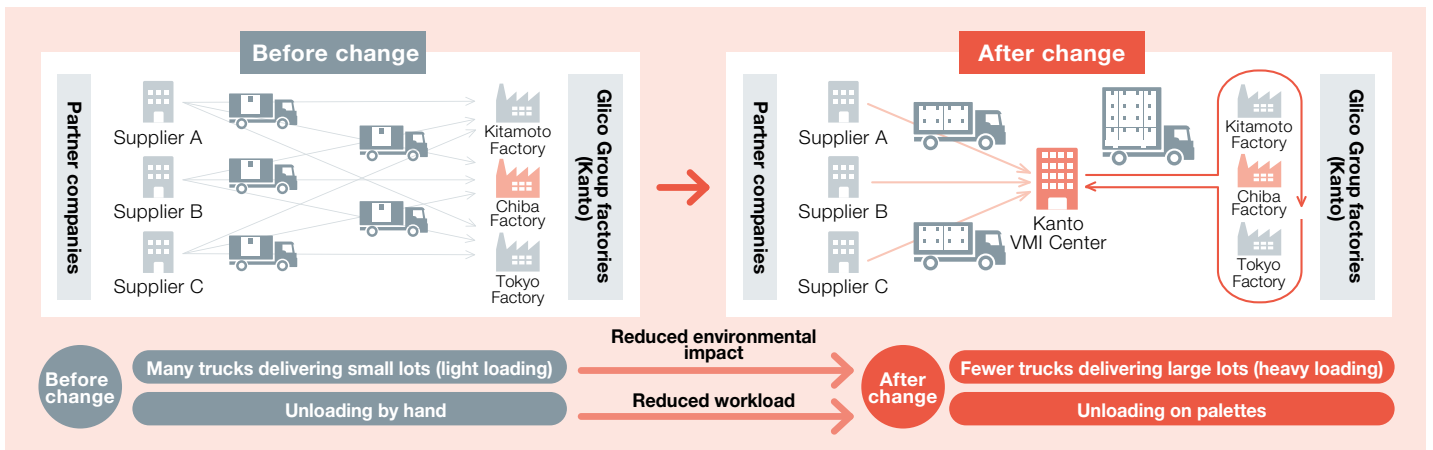 Before change
Partner companies
Supplier A
Supplier B
Supplier C
Kitamoto
Factory
Chiba
Factory
Tokyo
Factory
Glico Group factories
(Kanto)
After change
Partner companies
Supplier A
Supplier B
Supplier C
Kanto
VMI Center
Kitamoto
Factory
Chiba
Factory
Tokyo
Factory
Glico Group factories
(Kanto)
Before
change
Many trucks delivering small lots (light loading)
Unloading by hand
Reduced environmental
impact
Reduced workload
After
change
Fewer trucks delivering large lots (heavy loading)
Unloading on palettes